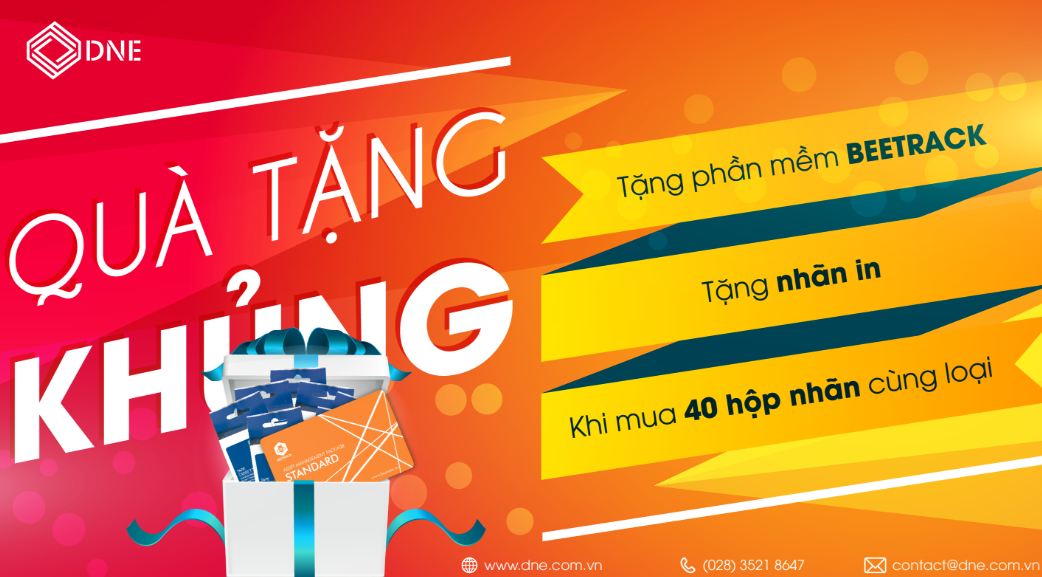 DNE
QUÀ TẶNG
KHỦNG
Tặng phần mềm BEETRACK
Tặng nhãn in
Khi mua 40 hộp nhãn cùng loại
STANDARD
www.dne.com.vn
(028) 3521 8647
contact@dne.com.vn